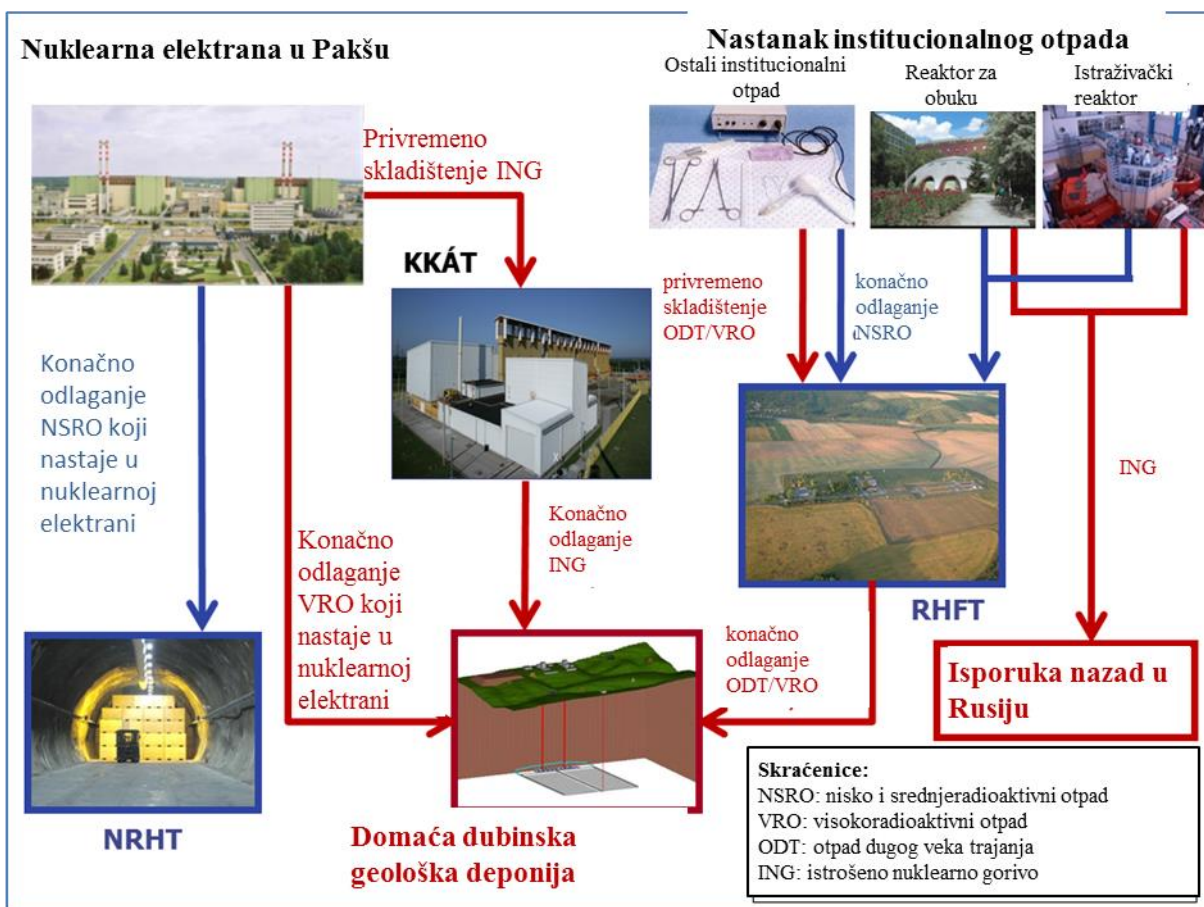 Nuklearna elektrana u Pakšu
Nastanak institucionalnog otpada
Ostali institucionalni
otpad
Reaktor za
obuku
Istraživački
reaktor
Privremeno
skladištenje ING
KKÁT
privremeno
skladištenje
ODT/VRO
konačno
odlaganje
NSRO
Konačno
odlaganje
NSRO koji
nastaje u
nuklearnoj
elektrani
Konačno
odlaganje
VRO koji
nastaje u
nuklearnoj
elektrani
Konačno
odlaganje
ING
ING
RHFT
konačno
odlaganje
ODT/VRO
Isporuka nazad u
Rusiju
NRHT
Domaća dubinska
geološka deponija
Skraćenice:
NSRO: nisko i srednjeradioaktivni otpad
VRO: visokoradioaktivni otpad
ODT: otpad dugog veka trajanja
ING: istrošeno nuklearno gorivo